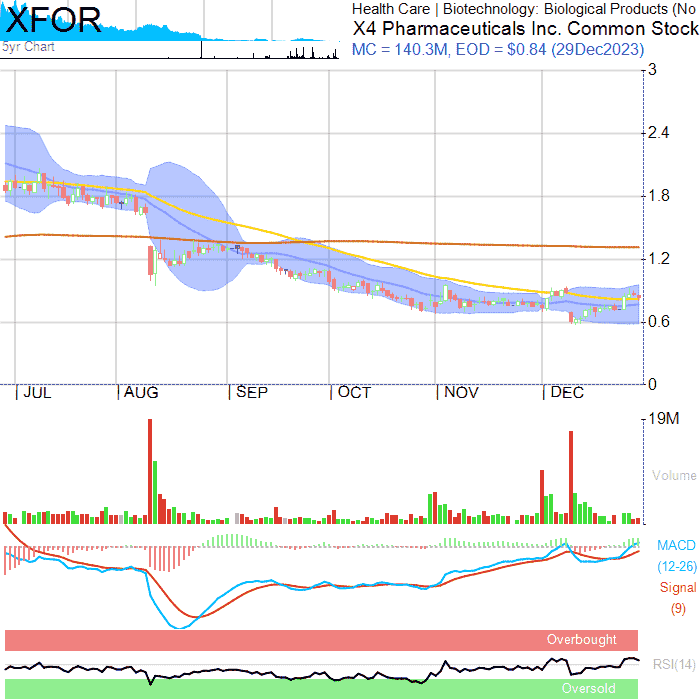 XFOR
5yr Chart
Health Care | Biotechnology: Biological Products (No
X4 Pharmaceuticals Inc. Common Stock
MC = 140.3M, EOD = $0.84 (29Dec2023)
3
2.4
1.8
1.2
0.6
0
JUL AUG SEP OCT NOV DEC
19M
Volume
MACD
(12-26)
Signal
(9)
Overbought
RSI(14)
Oversold